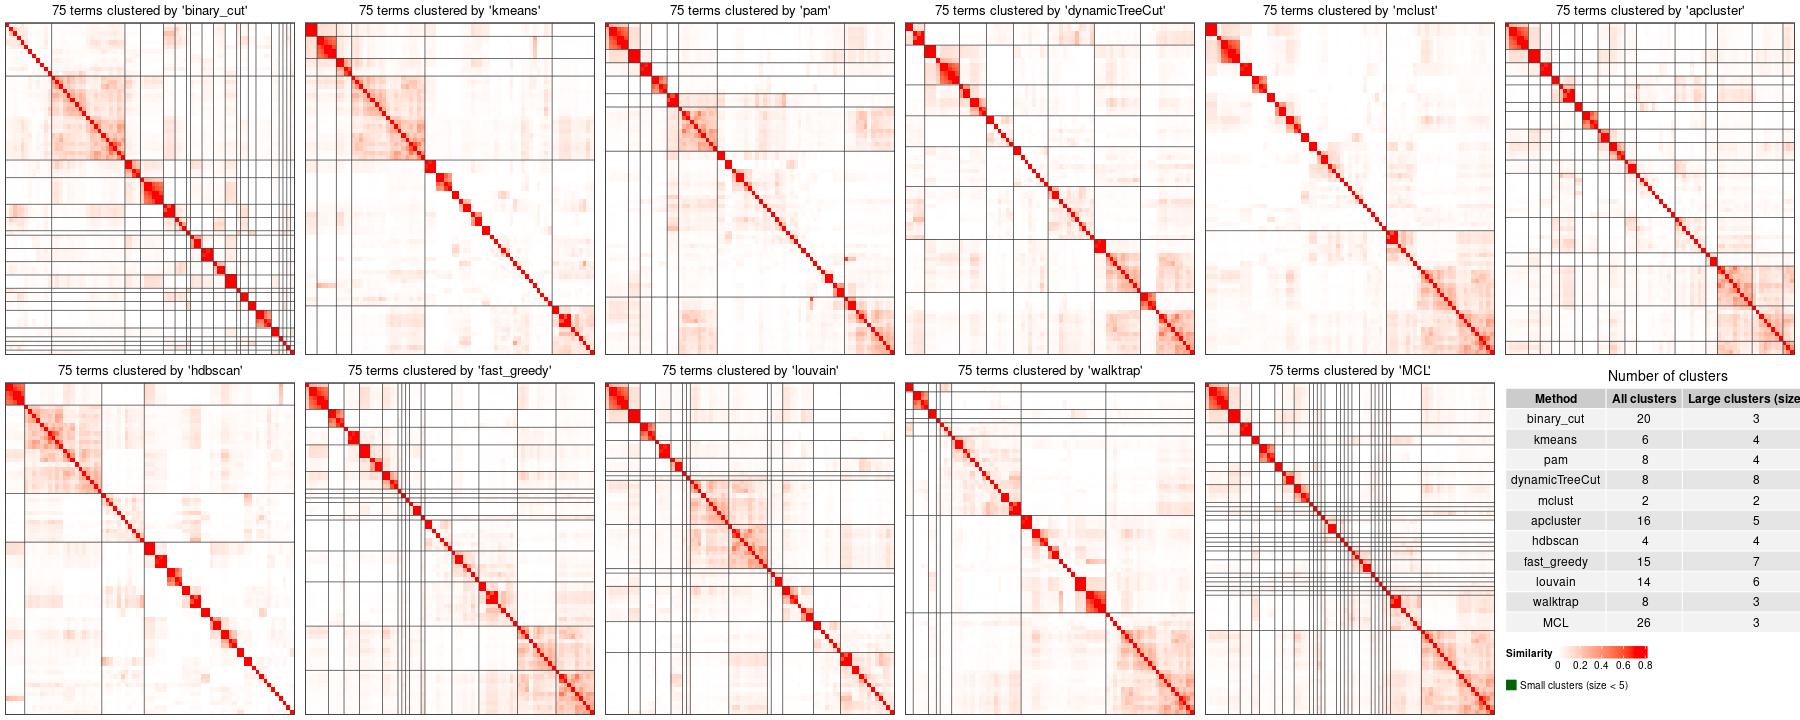 75 terms clustered by 'binary_cut'
75 terms clustered by 'kmeans'
75 terms clustered by 'pam'
75 terms clustered by 'dynamicTreeCut'
75 terms clustered by 'mclust'
75 terms clustered by 'apcluster'
75 terms clustered by 'hdbscan'
75 terms clustered by 'fast_greedy'
75 terms clustered by 'louvain'
75 terms clustered by 'walktrap'
75 terms clustered by 'MCL'
Number of clusters
Method All clusters Large clusters (size
binary_cut 20 3
kmeans 6 4
pam 8 4
dynamicTreeCut 8 8
mclust 2 2
apcluster 16 5
hdbscan 4 4
fast_greedy 15 7
louvain 14 6
walktrap 8 3
MCL 26 3
Similarity
0 0.2 0.4 0.6 0.8
Small clusters (size < 5)